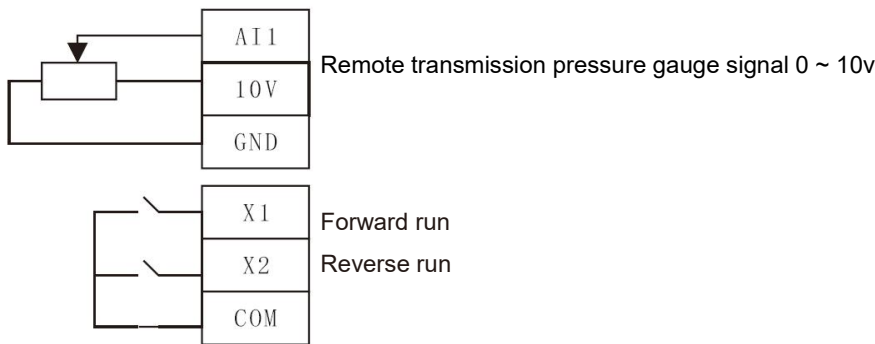 AI1
10V
GND
Remote transmission pressure gauge signal 0 ~ 10v
X1
X2
COM
Forward run
Reverse run